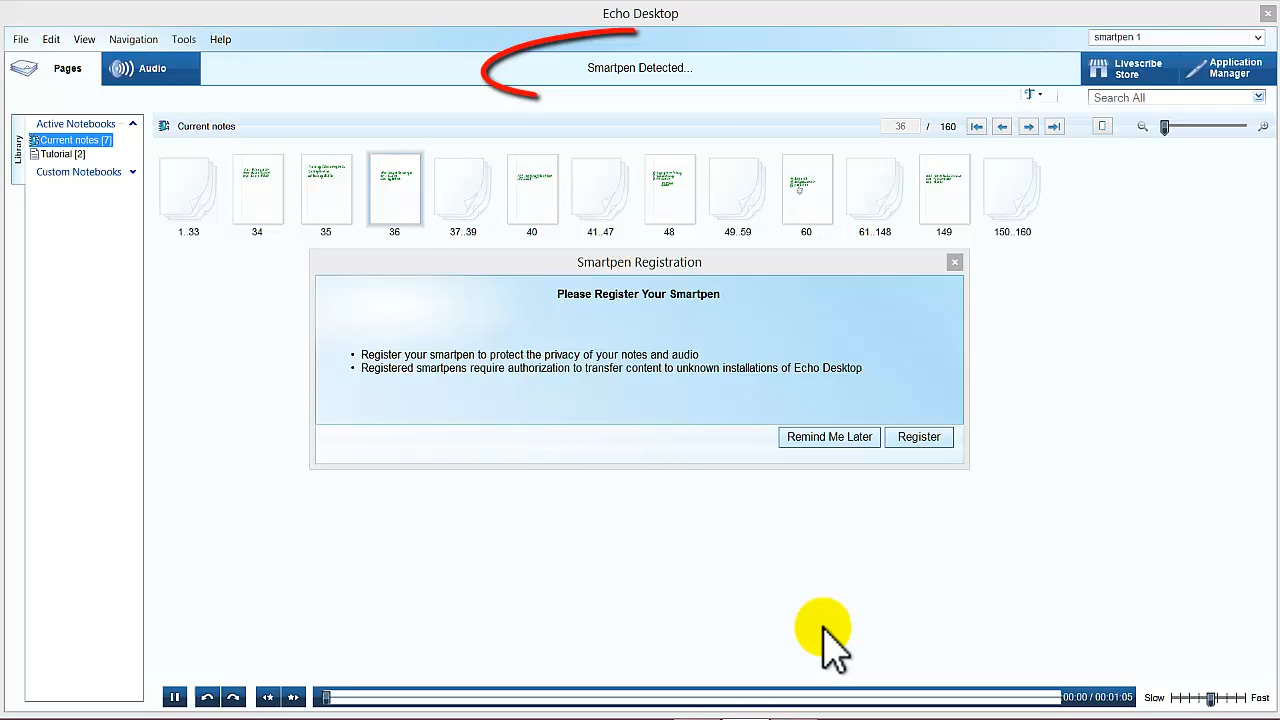 Echo Desktop
File Edit View Navigation Tools Help
smartpen 1
Pages
Audio
Smartpen Detected...
Livescribe
Store
Application
Manager
Search All
Library
Active Notebooks
Current notes [7]
Tutorial [2]
Custom Notebooks
Current notes
36 / 160
1..33 34 35 36 37..39 40 41..47 48 49..59 60 61..148 149 150..160
Smartpen Registration
Please Register Your Smartpen
• Register your smartpen to protect the privacy of your notes and audio
• Registered smartpens require authorization to transfer content to unknown installations of Echo Desktop
Remind Me Later
Register
00:00 / 00:01:05
Slow
Fast